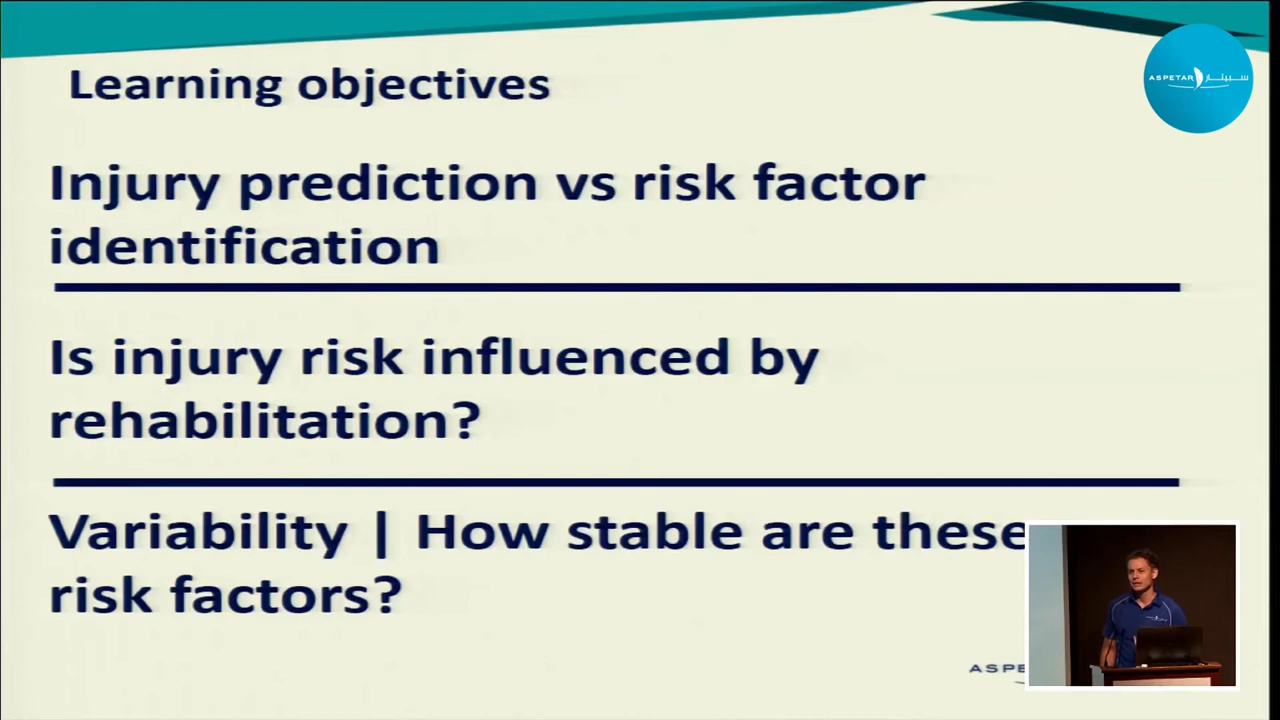 Learning objectives
ASPETAR سبيتار
Injury prediction vs risk factor
identification
Is injury risk influenced by
rehabilitation?
Variability | How stable are these
risk factors?